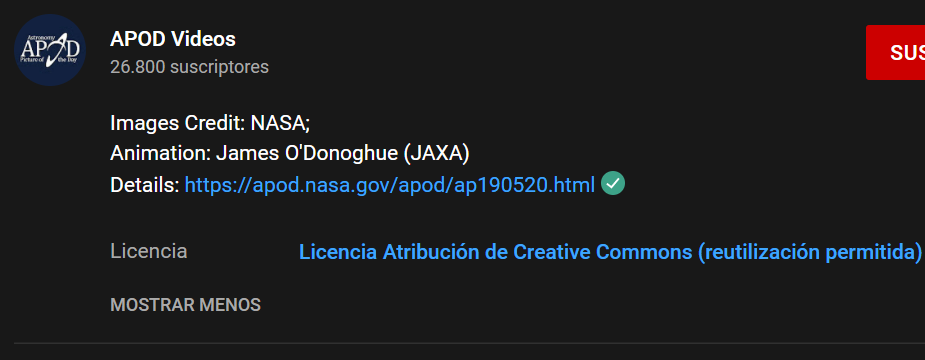 Astronomy
APOD
Picture of the Day
APOD Videos
26.800 suscriptores
SUS
Images Credit: NASA;
Animation: James O'Donoghue (JAXA)
Details: https://apod.nasa.gov/apod/ap190520.html
Licencia
Licencia Atribución de Creative Commons (reutilización permitida)
MOSTRAR MENOS